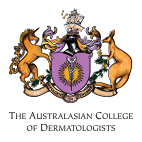 THE AUSTRALASIAN COLLEGE
OF DERMATOLOGISTS